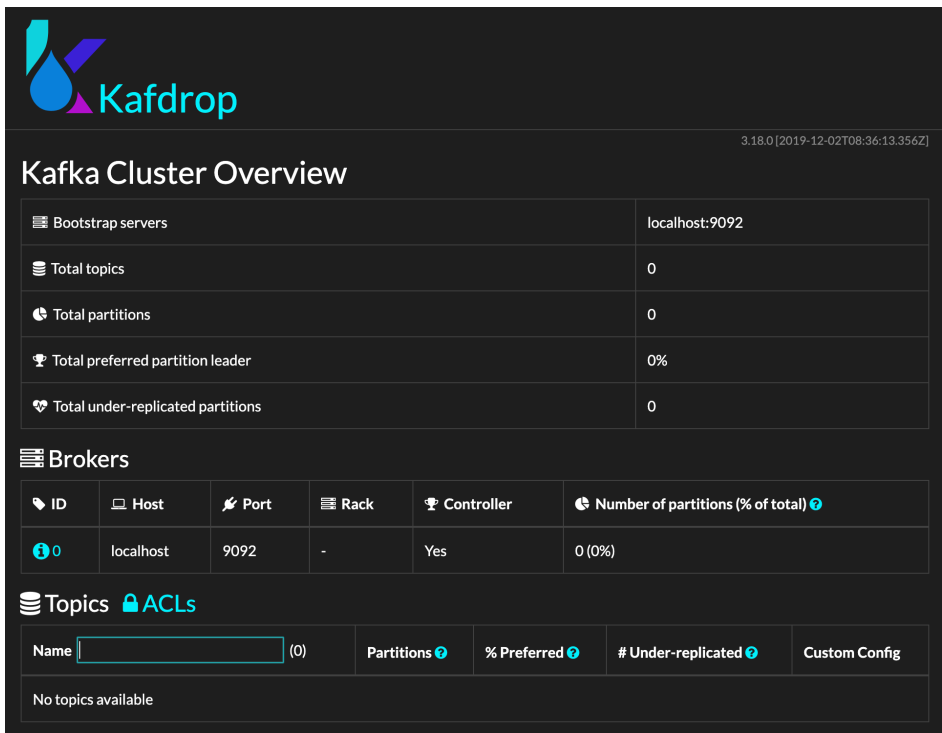 Kafdrop
3.18.0 [2019-12-02T08:36:13.356Z]
Kafka Cluster Overview
Bootstrap servers localhost:9092
Total topics 0
Total partitions 0
Total preferred partition leader 0%
Total under-replicated partitions 0
Brokers
ID Host Port Rack Controller Number of partitions (% of total)
0 localhost 9092 - Yes 0 (0%)
Topics ACLs
Name (0) Partitions % Preferred # Under-replicated Custom Config
No topics available